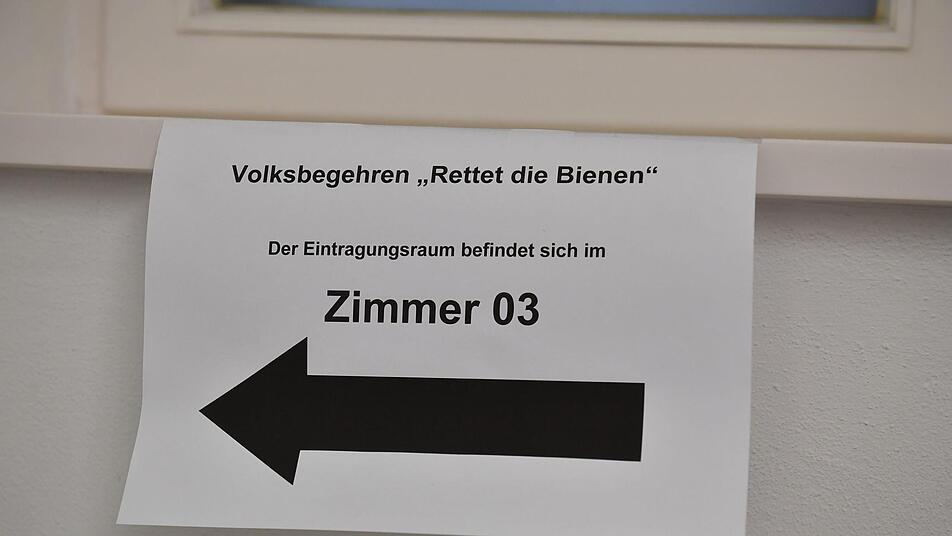 Volksbegehren „Rettet die Bienen“
Der Eintragungsraum befindet sich im
Zimmer 03